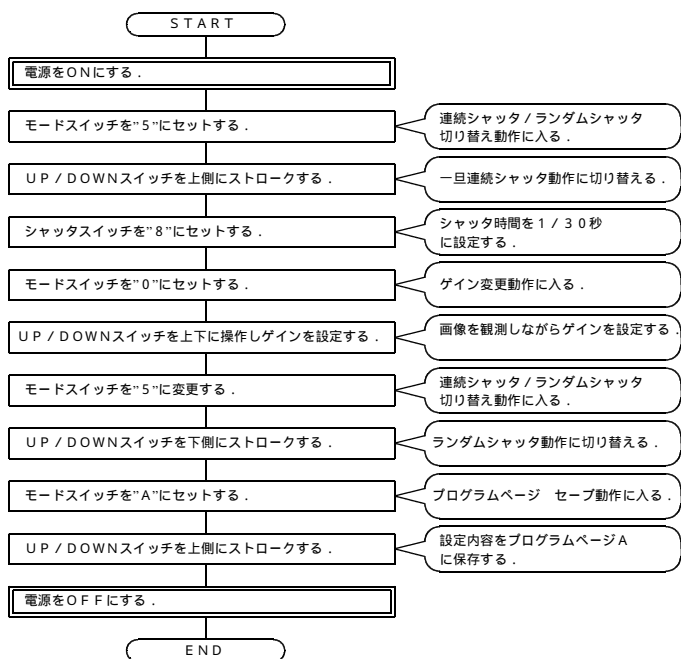 ＳＴＡＲＴ
電源をＯＮにする．
モードスイッチを”５”にセットする．
連続シャッタ／ランダムシャッタ
切り替え動作に入る．
ＵＰ／ＤＯＷＮスイッチを上側にストロークする．
一旦連続シャッタ動作に切り替える．
シャッタスイッチを”８”にセットする．
シャッタ時間を１／３０秒
に設定する．
モードスイッチを”０”にセットする．
ゲイン変更動作に入る．
ＵＰ／ＤＯＷＮスイッチを上下に操作しゲインを設定する．
画像を観測しながらゲインを設定する．
モードスイッチを”５”に変更する．
連続シャッタ／ランダムシャッタ
切り替え動作に入る．
ＵＰ／ＤＯＷＮスイッチを下側にストロークする．
ランダムシャッタ動作に切り替える．
モードスイッチを”Ａ”にセットする．
プログラムページ　セーブ動作に入る．
ＵＰ／ＤＯＷＮスイッチを上側にストロークする．
設定内容をプログラムページＡ
に保存する．
電源をＯＦＦにする．
ＥＮＤ